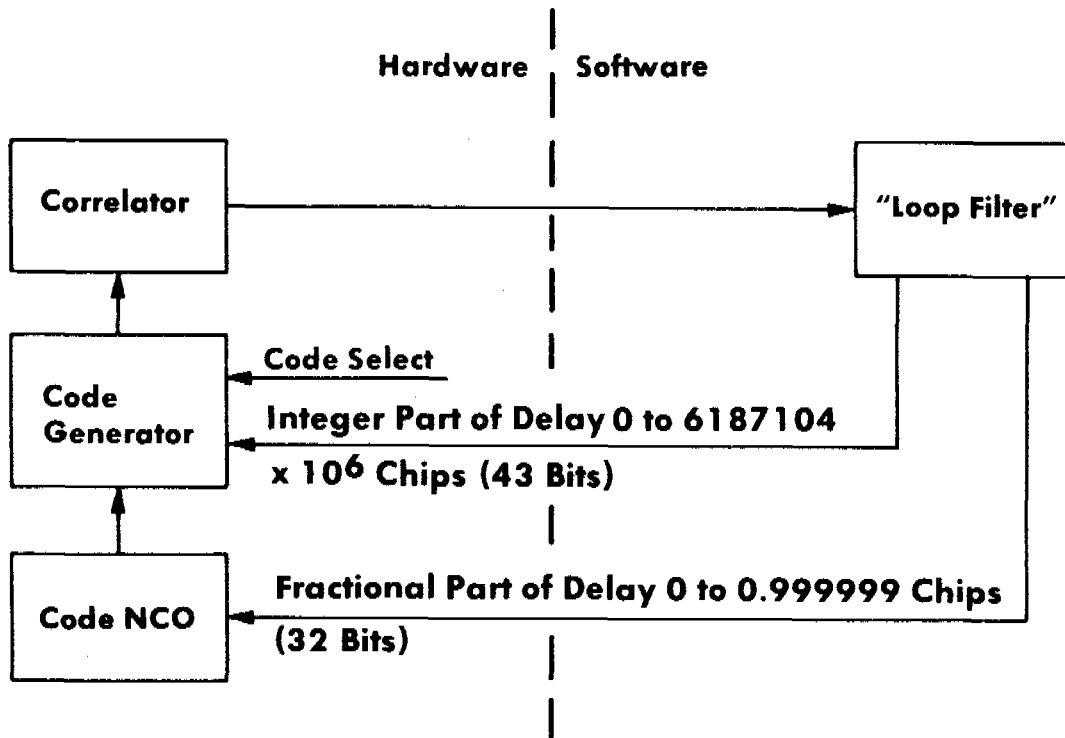 Hardware
Software
Correlator
“Loop Filter”
Code Select
Code
Generator
Integer Part of Delay 0 to 6187104
x 10⁶ Chips (43 Bits)
Fractional Part of Delay 0 to 0.999999 Chips
(32 Bits)
Code NCO